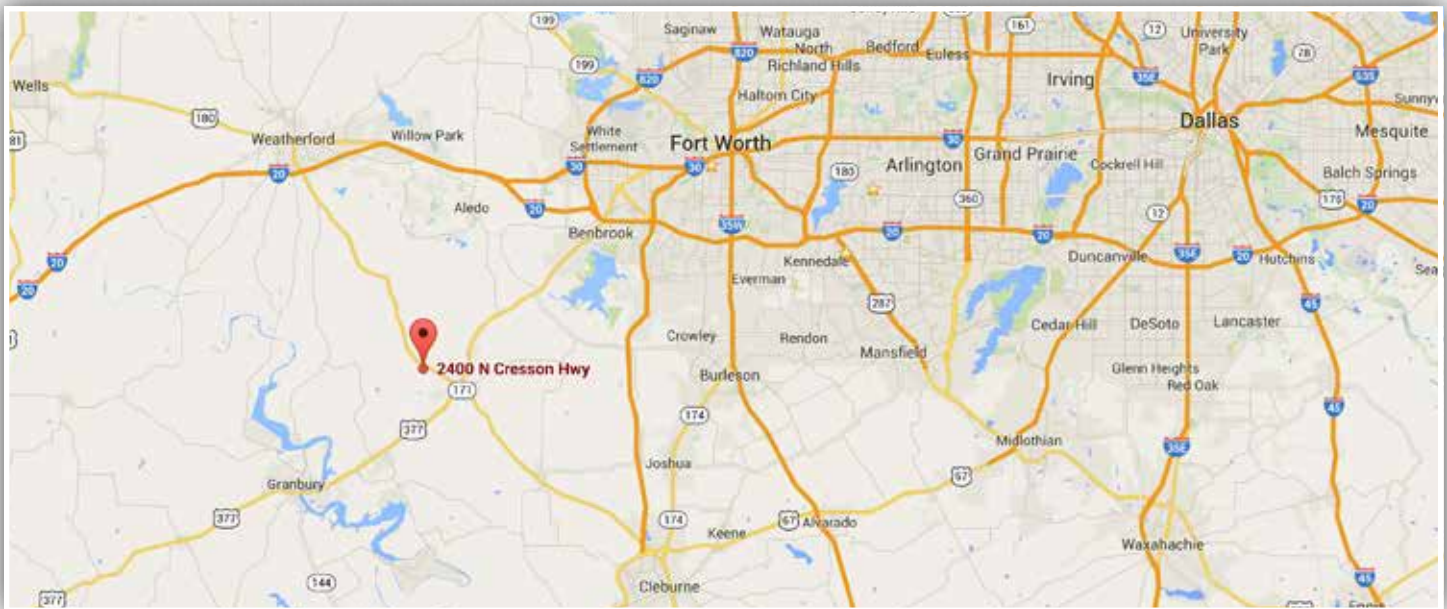 199
Saginaw
Watauga
161
12
University
Park
820
North
Richland Hills
Bedford
Euless
78
199
820
Irving
35E
635
Wells
Haltom City
Sunnyv
180
Weatherford
Willow Park
White
Settlement
Fort Worth
30
Dallas
Mesquite
81
20
30
30
180
Arlington
Grand Prairie
Cockrell Hill
Balch Springs
175
Aledo
20
360
12
20
Benbrook
35W
20
20
35E
20
Duncanville
Hutchins
20
20
Kennedale
Everman
Sea
287
45
Crowley
Rendon
Cedar Hill
DeSoto
Lancaster
Mansfield
2400 N Cresson Hwy
Burleson
Glenn Heights
Red Oak
171
174
45
377
Midlothian
35E
Joshua
67
Granbury
377
174
Keene
67
Alvarado
Waxahachie
144
Cleburne
45
377